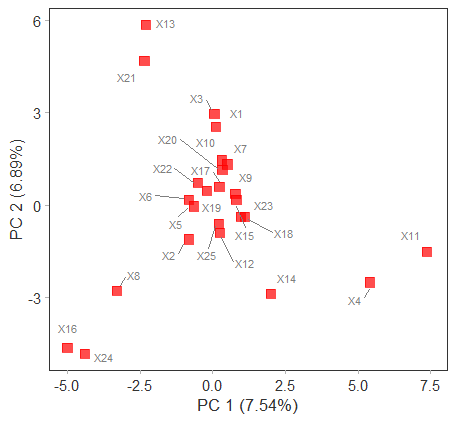 6
X13
X21
X3
3
X1
X20
X10
X7
X22
X17
X9
X6
X19
X23
0
X5
X15
X18
X11
X2
X25
X12
X8
X14
X4
-3
X16
X24
-5.0
-2.5
0.0
2.5
5.0
7.5
PC 1 (7.54%)
PC 2 (6.89%)